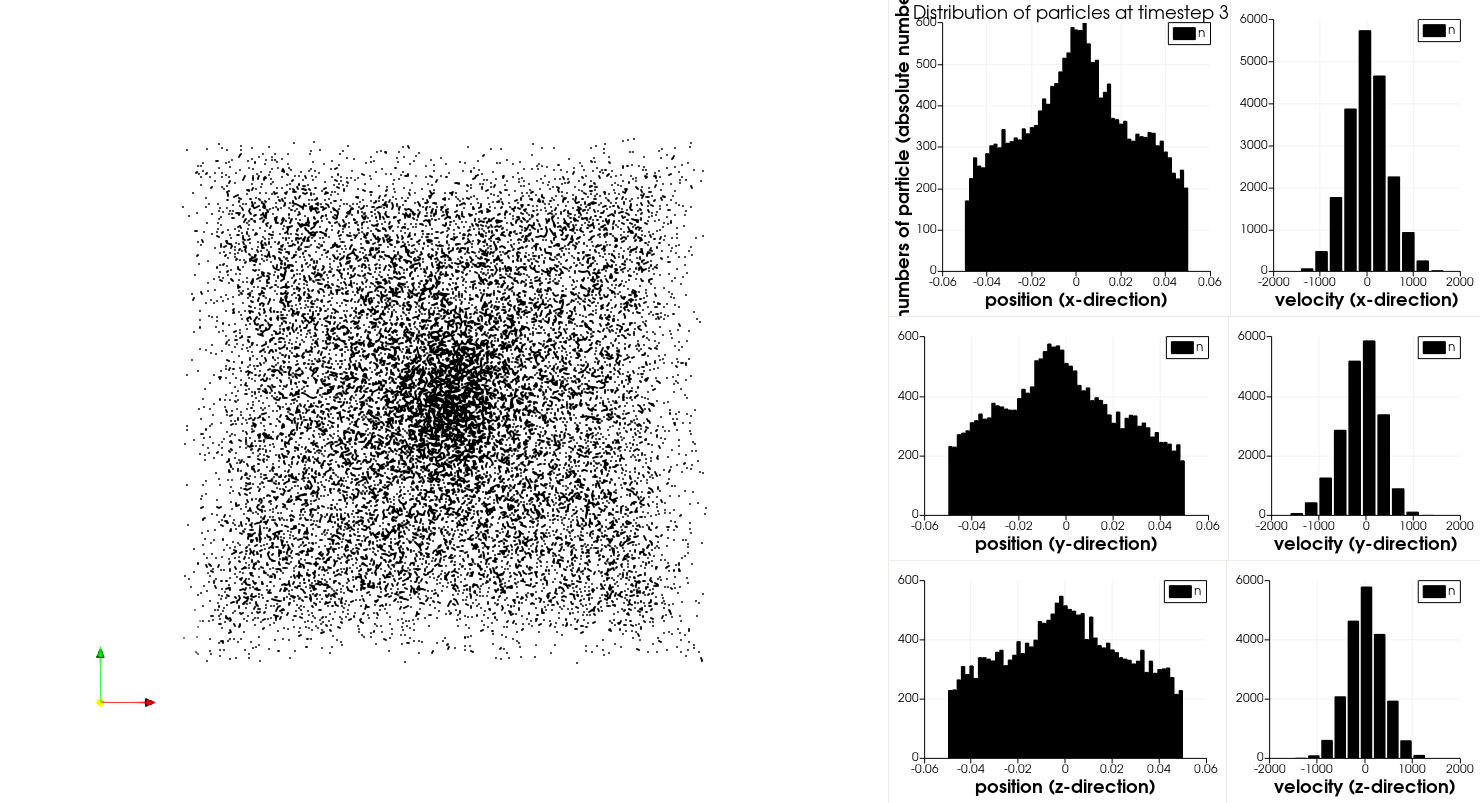 Distribution of particles at timestep 3
numbers of particle (absolute numbe
600
500
400
300
200
100
0
-0.06 -0.04 -0.02 0 0.02 0.04 0.06
position (x-direction)
n
6000
5000
4000
3000
2000
1000
0
-2000 -1000 0 1000 2000
velocity (x-direction)
n
600
400
200
0
-0.06 -0.04 -0.02 0 0.02 0.04 0.06
position (y-direction)
n
6000
4000
2000
0
-2000 -1000 0 1000 2000
velocity (y-direction)
n
600
400
200
0
-0.06 -0.04 -0.02 0 0.02 0.04 0.06
position (z-direction)
n
6000
4000
2000
0
-2000 -1000 0 1000 2000
velocity (z-direction)
n